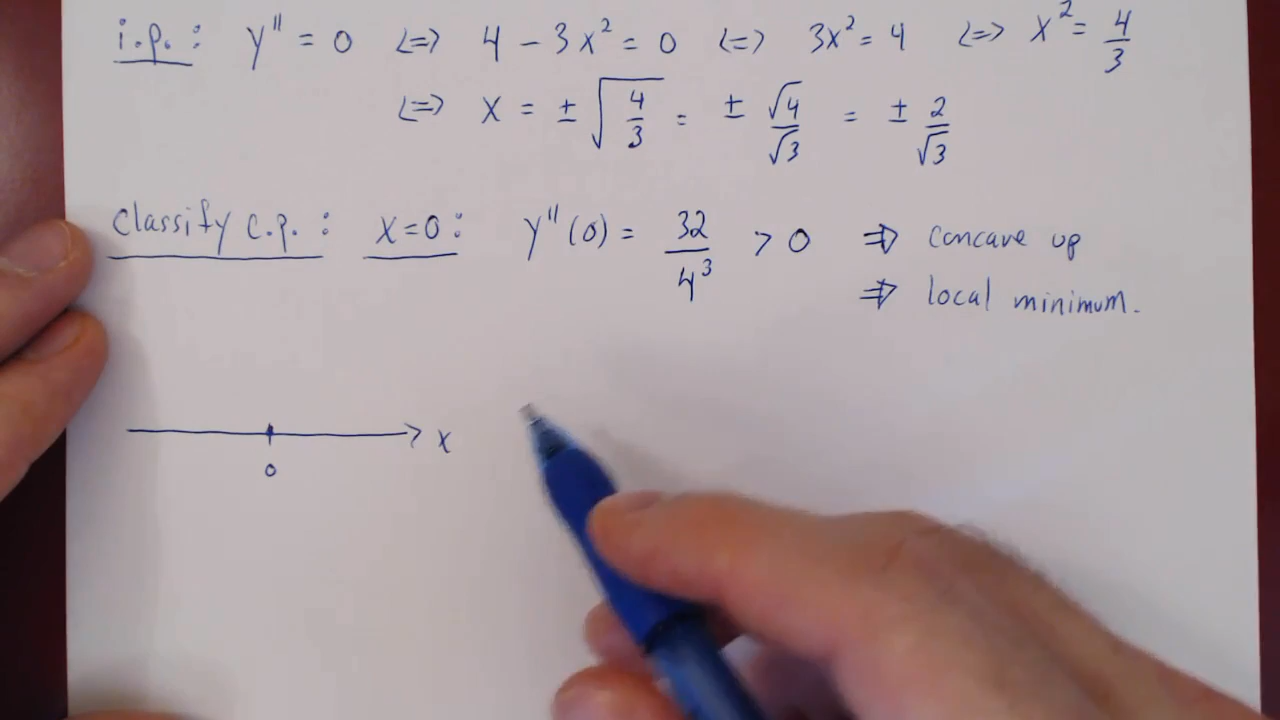 i.p.: y'' = 0 <=> 4 - 3x² = 0 <=> 3x² = 4 <=> x² = 4/3
<=> x = ± √(4/3) = ± √4/√3 = ± 2/√3
Classify c.p.: x=0: y''(0) = 32/4³ > 0 => concave up
=> local minimum.
x
0